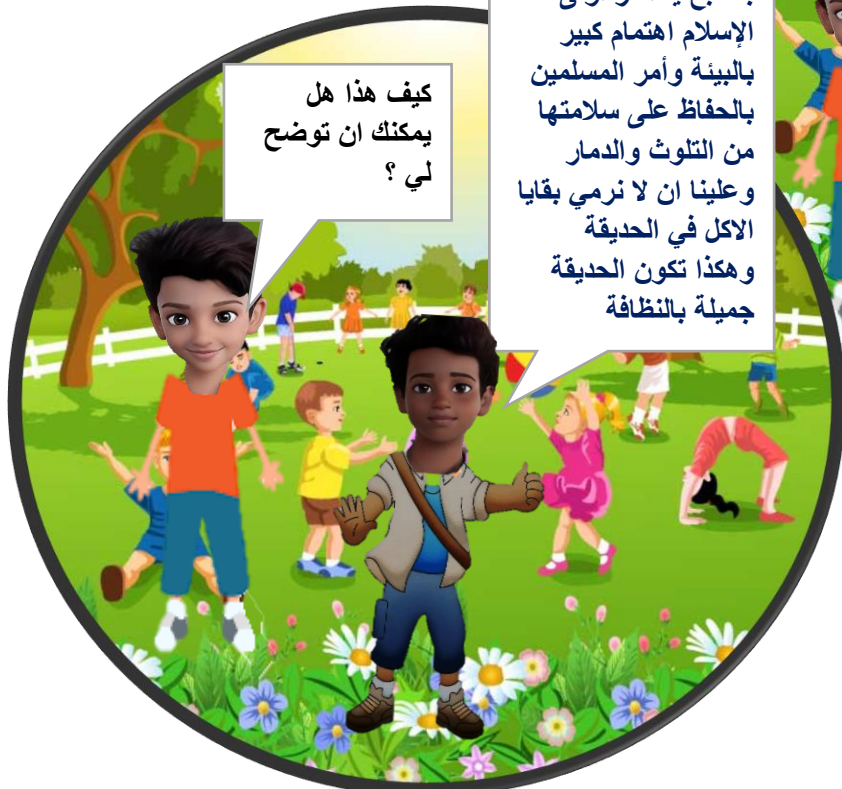 كيف هذا هل
يمكنك ان توضح
لي ؟
الإسلام اهتمام كبير
بالبيئة وأمر المسلمين
بالحفاظ على سلامتها
من التلوث والدمار
وعلينا ان لا نرمي بقايا
الاكل في الحديقة
وهكذا تكون الحديقة
جميلة بالنظافة